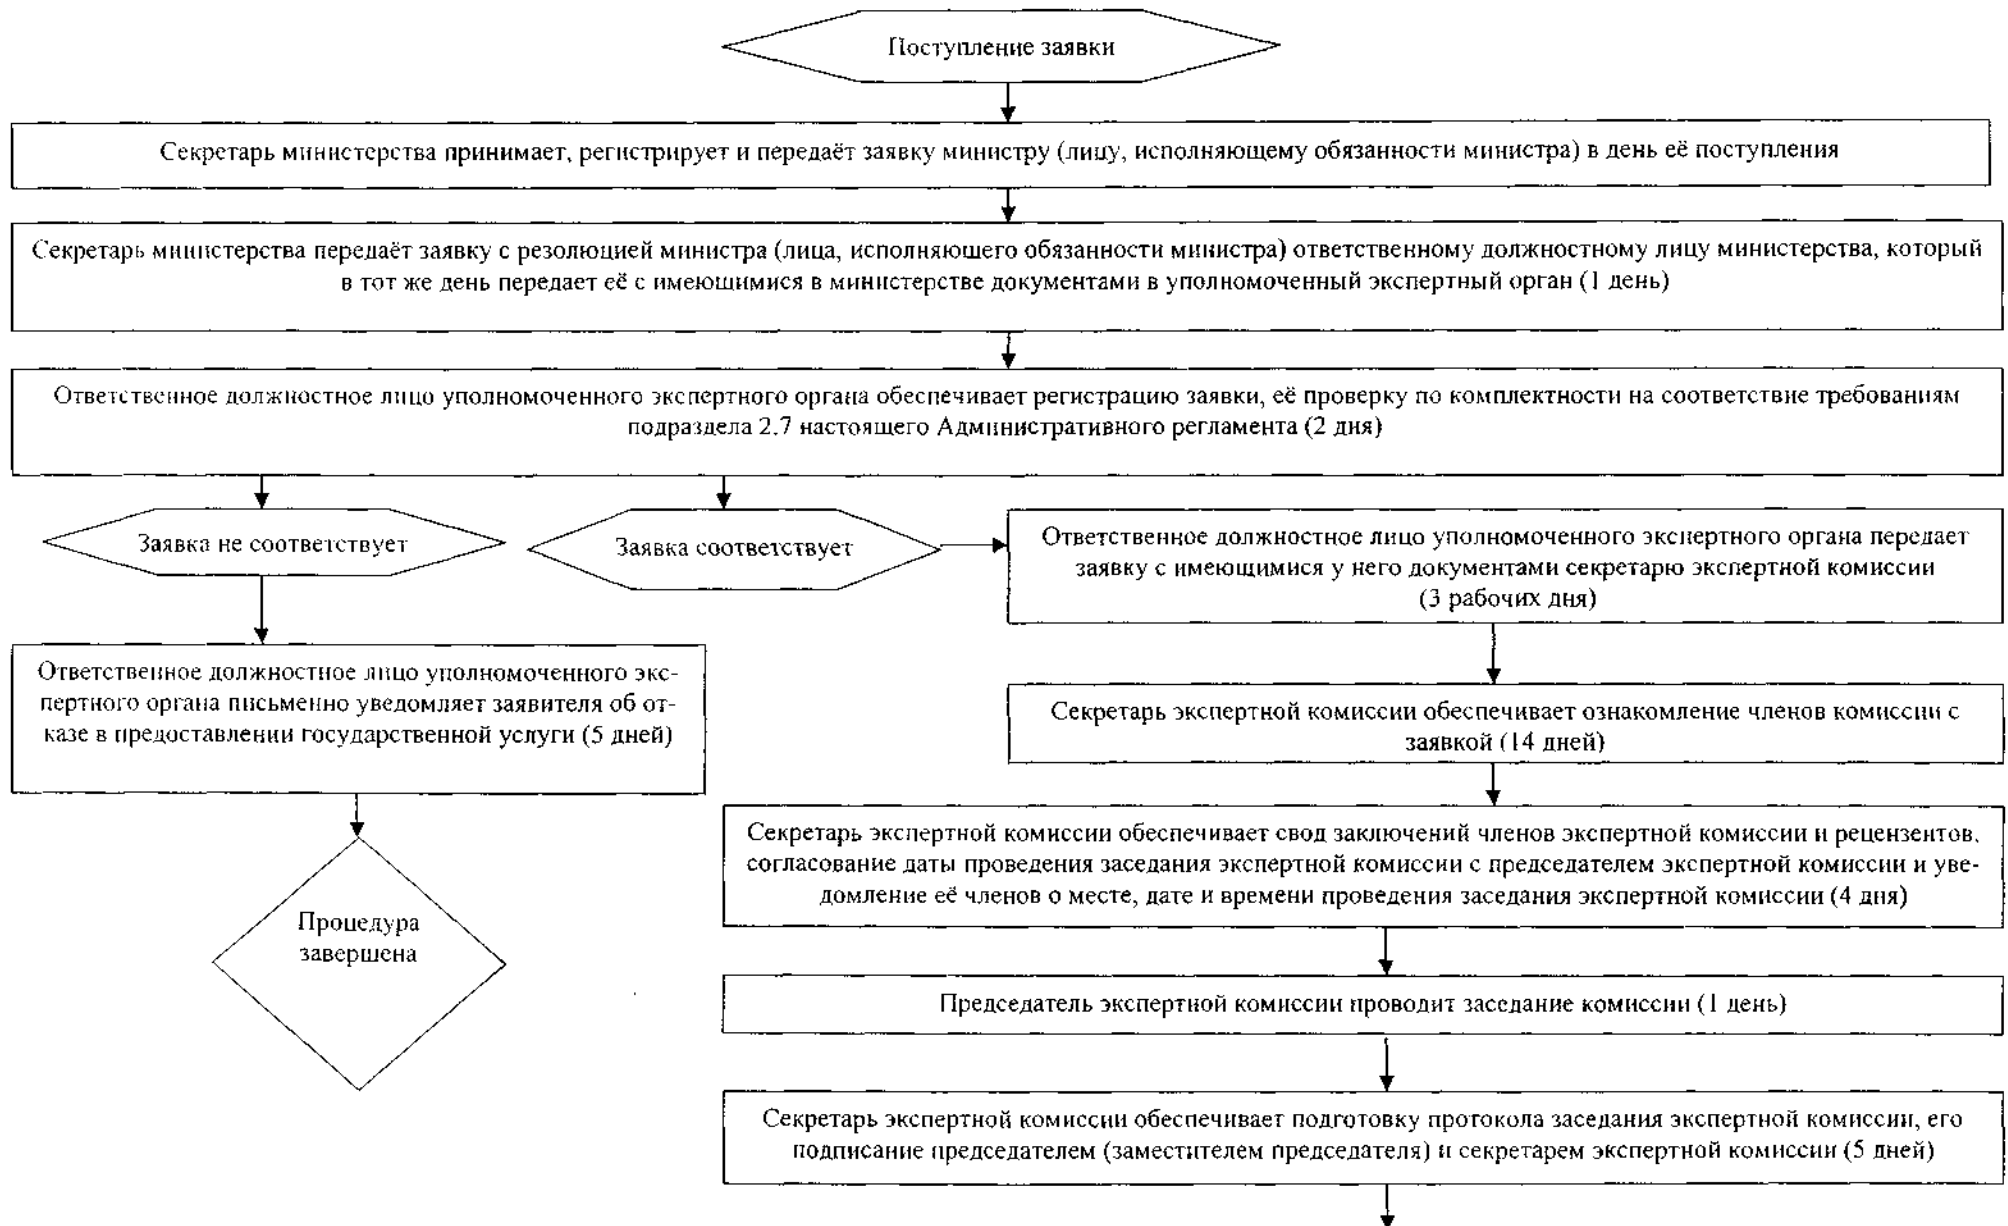 Поступление заявки
Секретарь министерства принимает, регистрирует и передаёт заявку министру (лицу, исполняющему обязанности министра) в день её поступления
Секретарь министерства передаёт заявку с резолюцией министра (лица, исполняющего обязанности министра) ответственному должностному лицу министерства, который
в тот же день передает её с имеющимися в министерстве документами в уполномоченный экспертный орган (1 день)
Ответственное должностное лицо уполномоченного экспертного органа обеспечивает регистрацию заявки, её проверку по комплектности на соответствие требованиям
подраздела 2.7 настоящего Административного регламента (2 дня)
Заявка не соответствует
Заявка соответствует
Ответственное должностное лицо уполномоченного экспертного органа передает
заявку с имеющимися у него документами секретарю экспертной комиссии
(3 рабочих дня)
Ответственное должностное лицо уполномоченного экс-
пертного органа письменно уведомляет заявителя об от-
казе в предоставлении государственной услуги (5 дней)
Секретарь экспертной комиссии обеспечивает ознакомление членов комиссии с
заявкой (14 дней)
Секретарь экспертной комиссии обеспечивает свод заключений членов экспертной комиссии и рецензентов,
согласование даты проведения заседания экспертной комиссии с председателем экспертной комиссии и уве-
домление её членов о месте, дате и времени проведения заседания экспертной комиссии (4 дня)
Процедура
завершена
Председатель экспертной комиссии проводит заседание комиссии (1 день)
Секретарь экспертной комиссии обеспечивает подготовку протокола заседания экспертной комиссии, его
подписание председателем (заместителем председателя) и секретарем экспертной комиссии (5 дней)